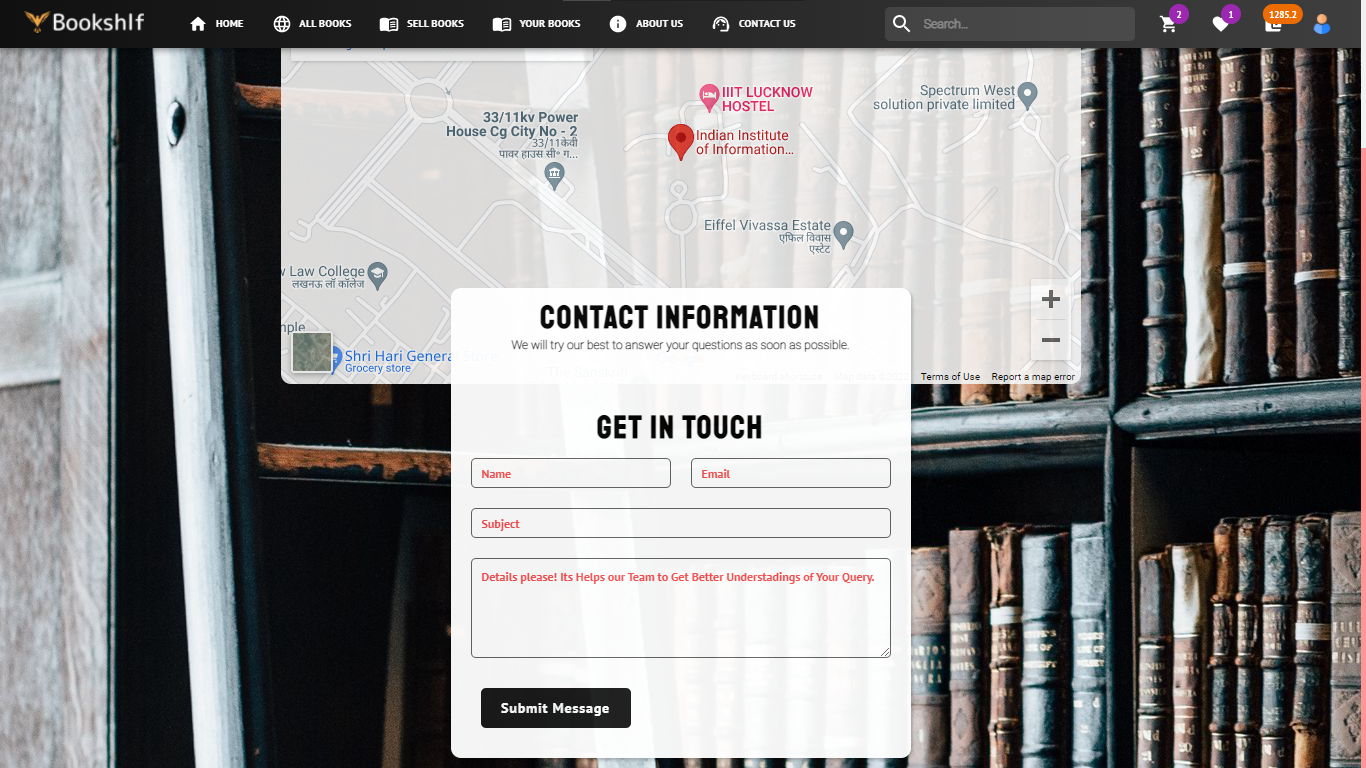 Bookshlf
HOME
ALL BOOKS
SELL BOOKS
YOUR BOOKS
ABOUT US
CONTACT US
Search...
2
1
1285.2
IIIT LUCKNOW
HOSTEL
Spectrum West
solution private limited
33/11kv Power
House Cg City No - 2
33/11केवी
पावर हाउस सी॰ ग...
Indian Institute
of Information...
Eiffel Vivassa Estate
एफिल विवास
एस्टेट
Law College
लखनऊ लॉ कॉलेज
Shri Hari General Store
Grocery store
Terms of Use
Report a map error
CONTACT INFORMATION
We will try our best to answer your questions as soon as possible.
GET IN TOUCH
Name
Email
Subject
Details please! Its Helps our Team to Get Better Understadings of Your Query.
Submit Message